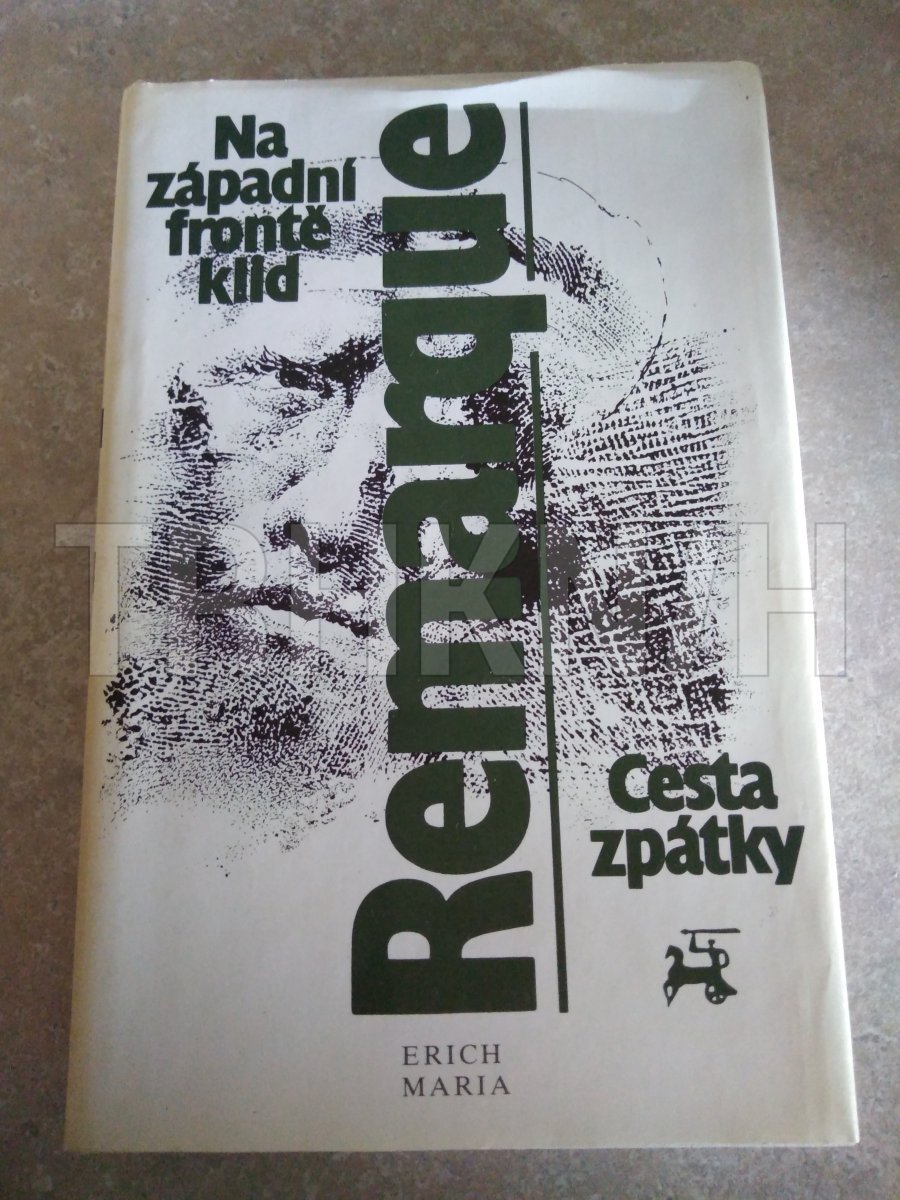 Na
západní
frontě
klid
Remarque
Cesta
zpátky
ERICH
MARIA